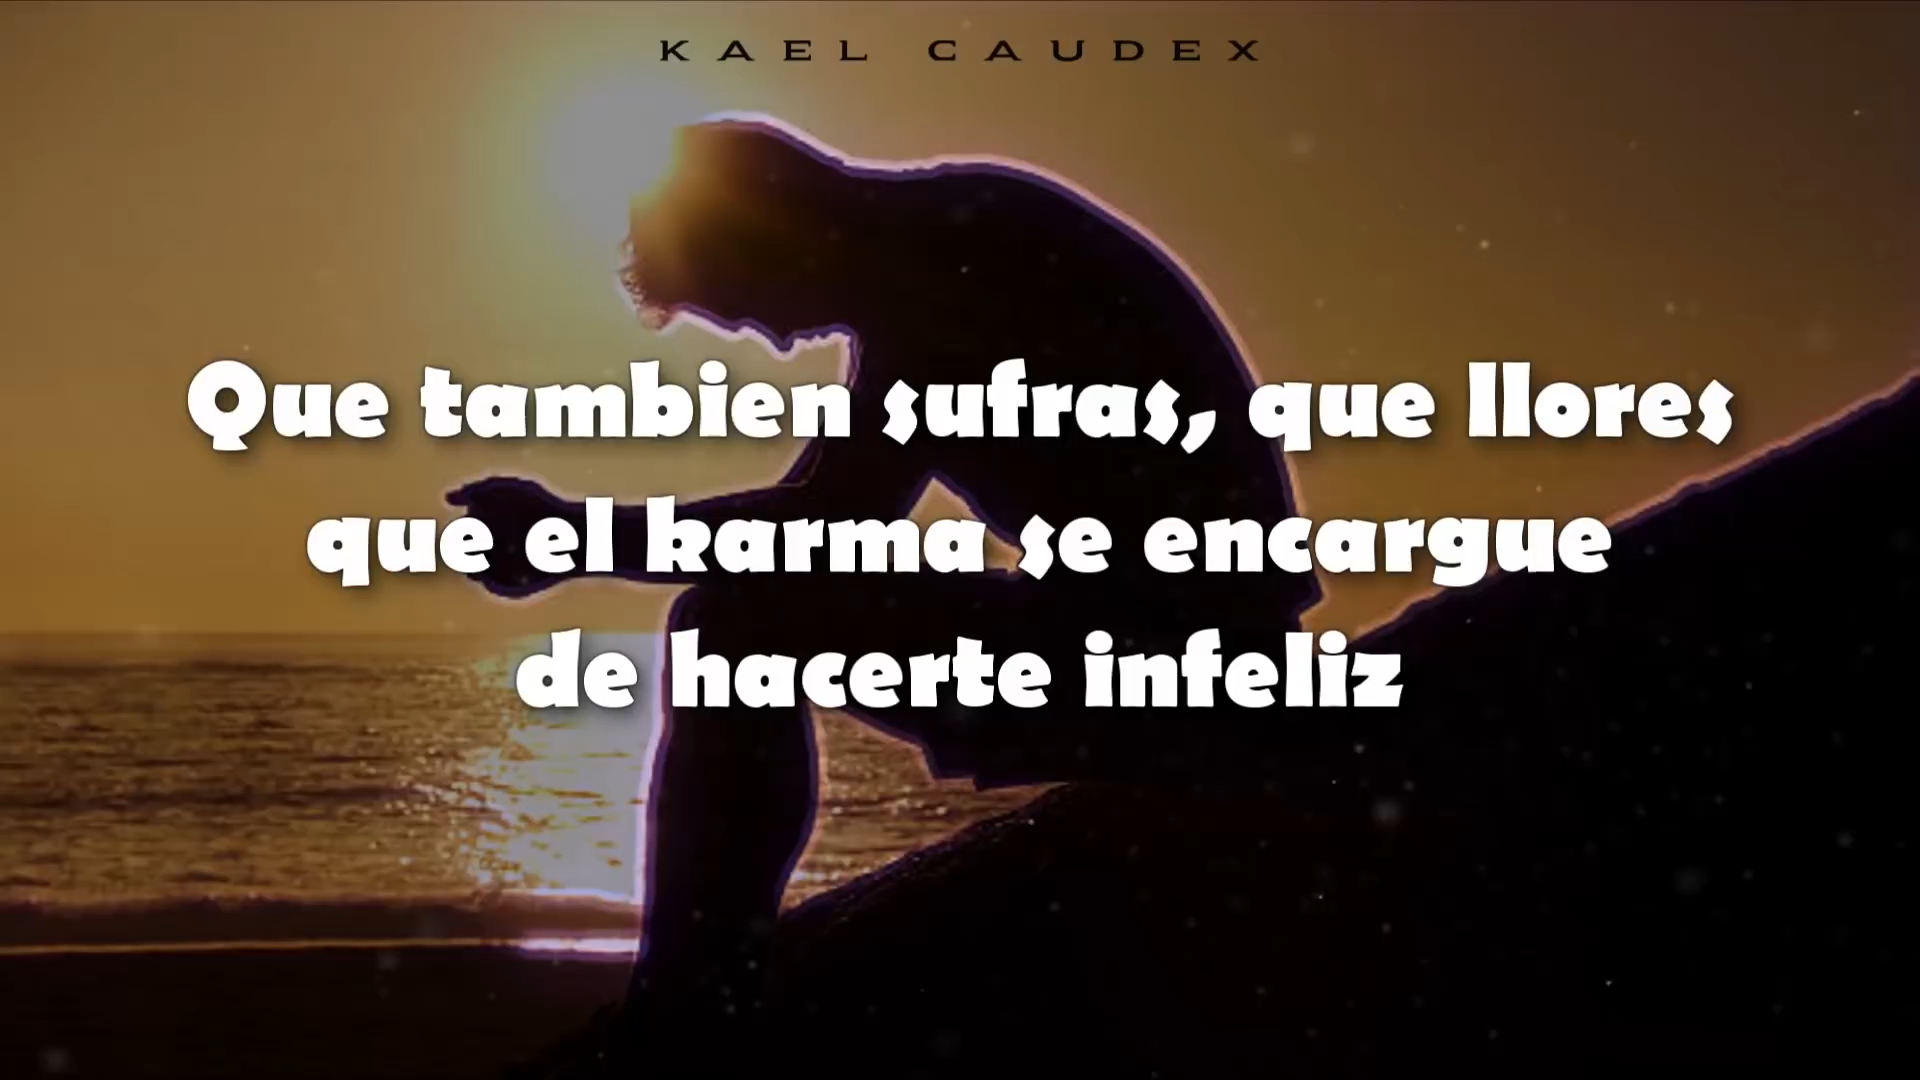 KAEL CAUDEX
Que tambien sufras, que llores
que el karma se encargue
de hacerte infeliz